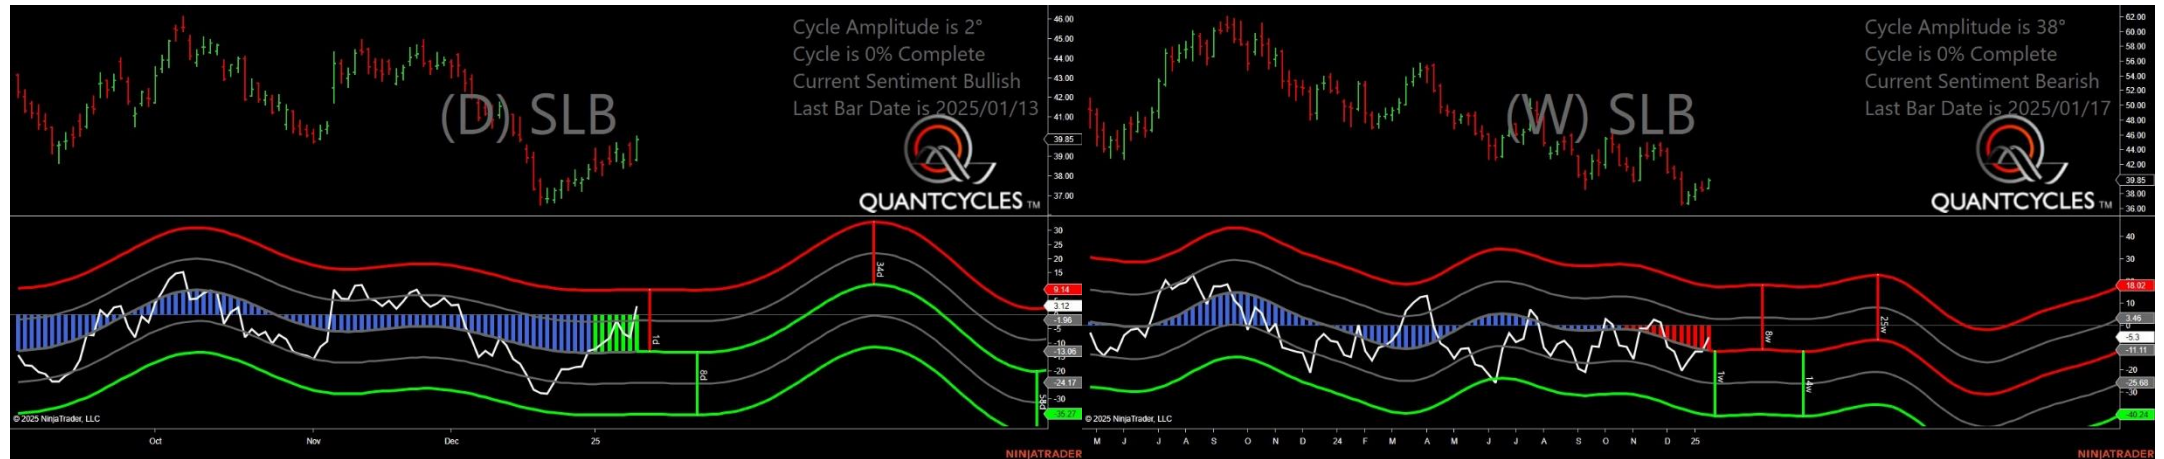 Cycle Amplitude is 2°
Cycle is 0% Complete
Current Sentiment Bullish
Last Bar Date is 2025/01/13
(D) SLB
QUANTCYCLES TM
46.00
45.00
44.00
43.00
42.00
41.00
39.85
39.00
38.00
37.00
30
25
20
15
9.14
3.12
-1.96
-5
-13.06
-20
-24.17
-30
-35.27
1d
8d
34d
58d
© 2025 NinjaTrader, LLC
Oct Nov Dec 25
NINJATRADER
Cycle Amplitude is 38°
Cycle is 0% Complete
Current Sentiment Bearish
Last Bar Date is 2025/01/17
(W) SLB
QUANTCYCLES TM
62.00
60.00
58.00
56.00
54.00
52.00
50.00
48.00
46.00
44.00
42.00
39.85
38.00
36.00
40
30
18.02
10
3.46
0
-5.3
-11.11
-20
-25.68
-30
-40.24
1w
8w
14w
25w
© 2025 NinjaTrader, LLC
M J J A S O N D 24 F M A M J J A S O N D 25
NINJATRADER